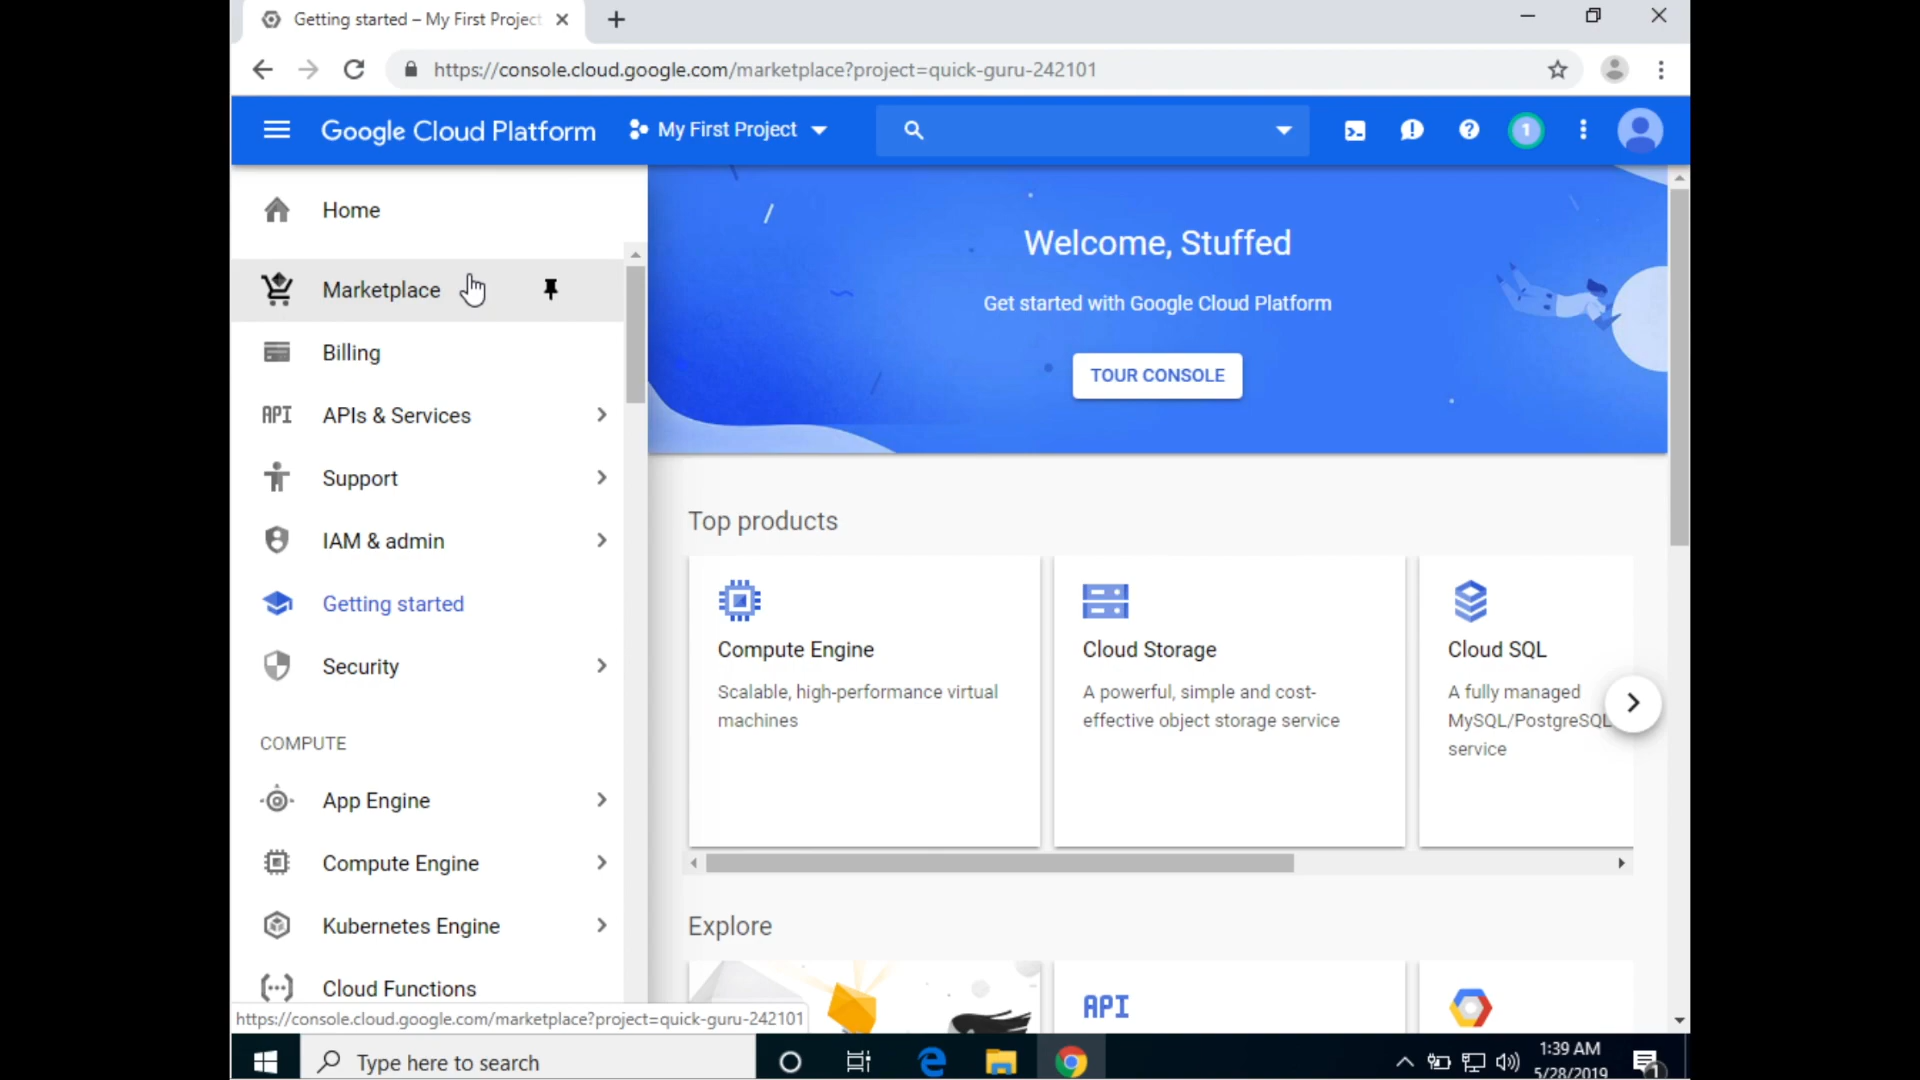 Getting started – My First Project
https://console.cloud.google.com/marketplace?project=quick-guru-242101
Google Cloud Platform
My First Project
1
Home
Marketplace
Billing
API
APIs & Services
Support
IAM & admin
Getting started
Security
COMPUTE
App Engine
Compute Engine
Kubernetes Engine
Cloud Functions
https://console.cloud.google.com/marketplace?project=quick-guru-242101
Welcome, Stuffed
Get started with Google Cloud Platform
TOUR CONSOLE
Top products
Compute Engine
Scalable, high-performance virtual
machines
Cloud Storage
A powerful, simple and cost-
effective object storage service
Cloud SQL
A fully managed
MySQL/PostgreSQL
service
Explore
API
Type here to search
1:39 AM
5/28/2019
1